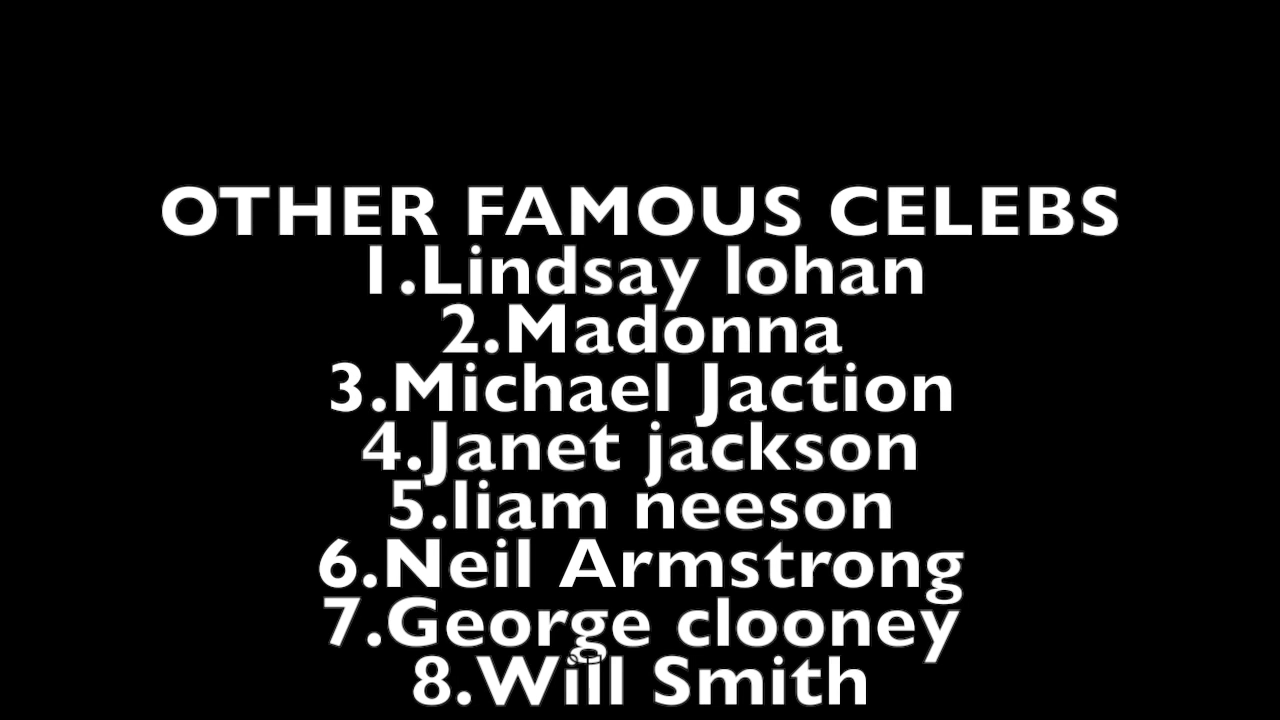 OTHER FAMOUS CELEBS
1.Lindsay lohan
2.Madonna
3.Michael Jaction
4.Janet jackson
5.liam neeson
6.Neil Armstrong
7.George clooney
8.Will Smith